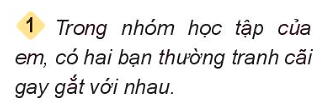 1 Trong nhóm học tập của
em, có hai bạn thường tranh cãi
gay gắt với nhau.